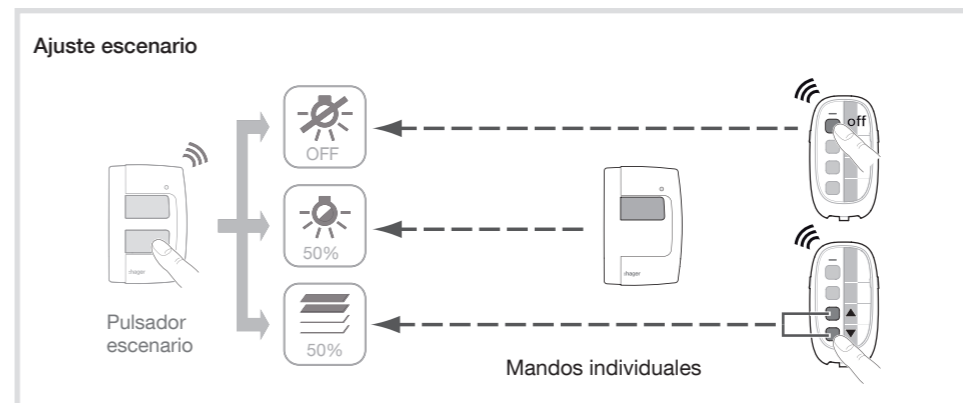 Ajuste escenario
OFF
off
50%
:hager
:hager
Pulsador
escenario
50%
Mandos individuales